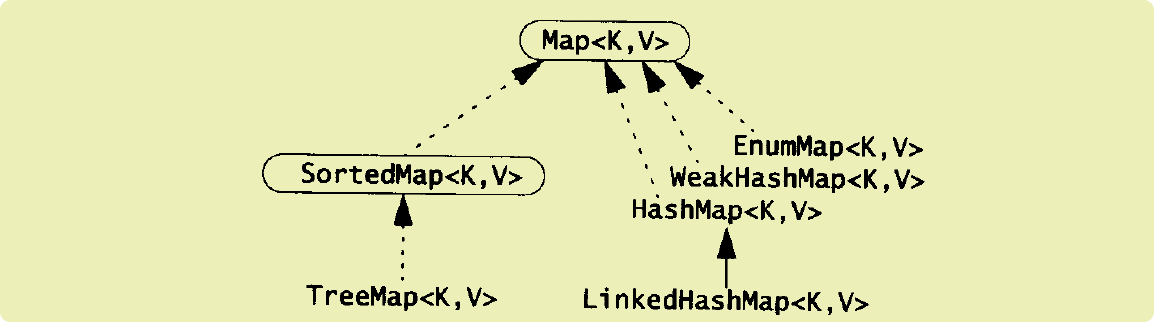 Map<K,V>
EnumMap<K,V>
SortedMap<K,V>
WeakHashMap<K,V>
HashMap<K,V>
TreeMap<K,V>
LinkedHashMap<K,V>